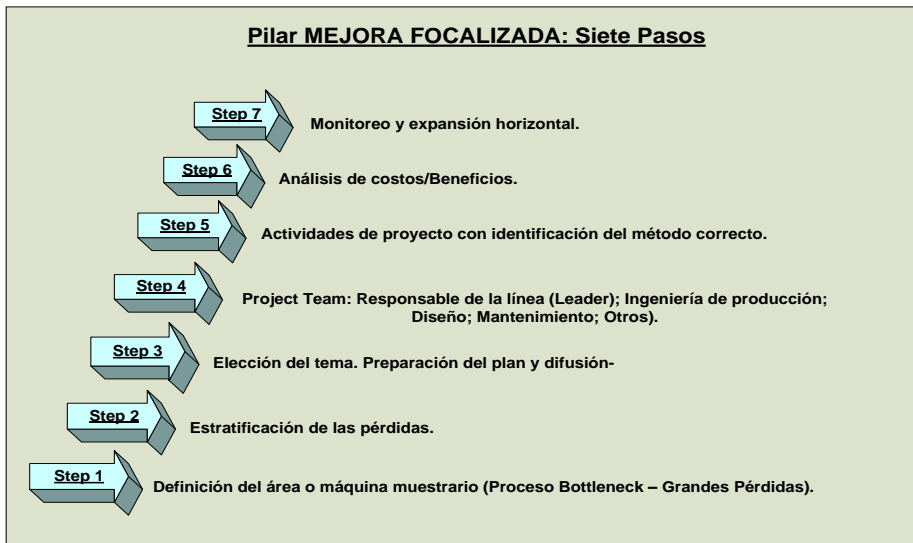 Pilar MEJORA FOCALIZADA: Siete Pasos
Step 7
Monitoreo y expansión horizontal.
Step 6
Análisis de costos/Beneficios.
Step 5
Actividades de proyecto con identificación del método correcto.
Step 4
Project Team: Responsable de la línea (Leader); Ingeniería de producción;
Diseño; Mantenimiento; Otros).
Step 3
Elección del tema. Preparación del plan y difusión-
Step 2
Estratificación de las pérdidas.
Step 1
Definición del área o máquina muestrario (Proceso Bottleneck – Grandes Pérdidas).